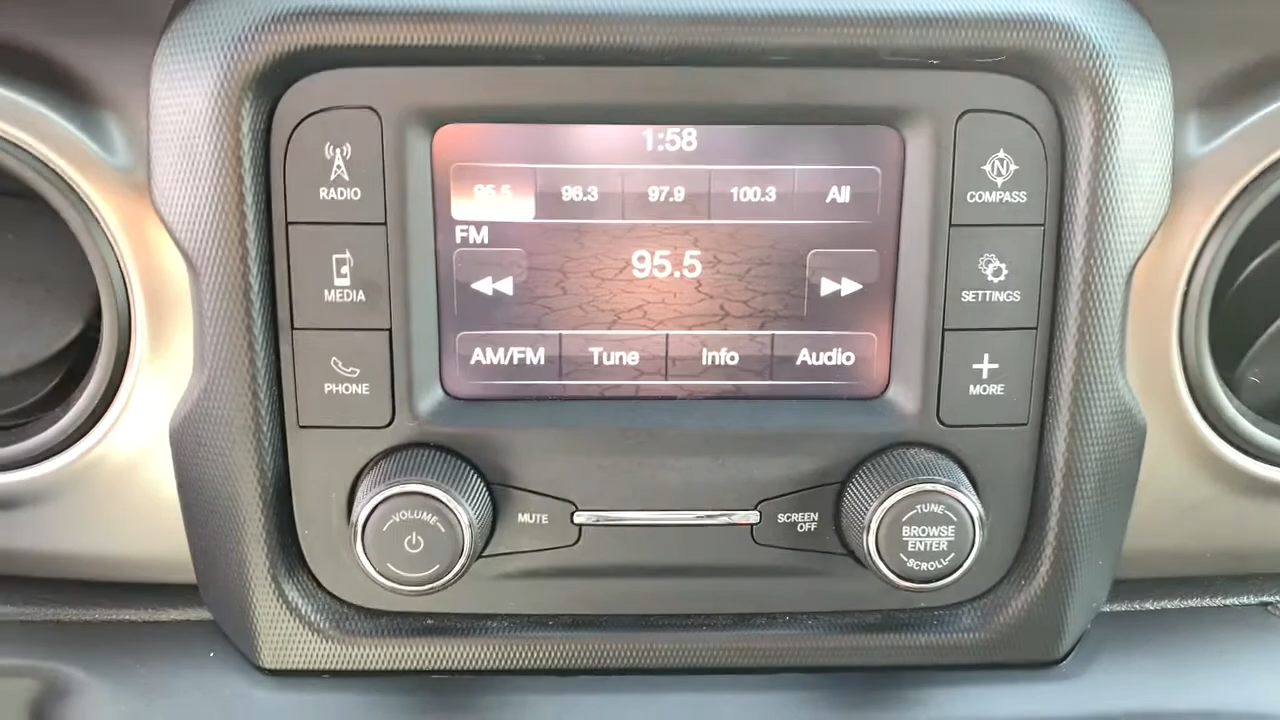 1:58
95.5 96.3 97.9 100.3 All
FM
95.5
AM/FM Tune Info Audio
RADIO
MEDIA
PHONE
N
COMPASS
SETTINGS
MORE
VOLUME
MUTE
SCREEN
OFF
TUNE
BROWSE
ENTER
SCROLL